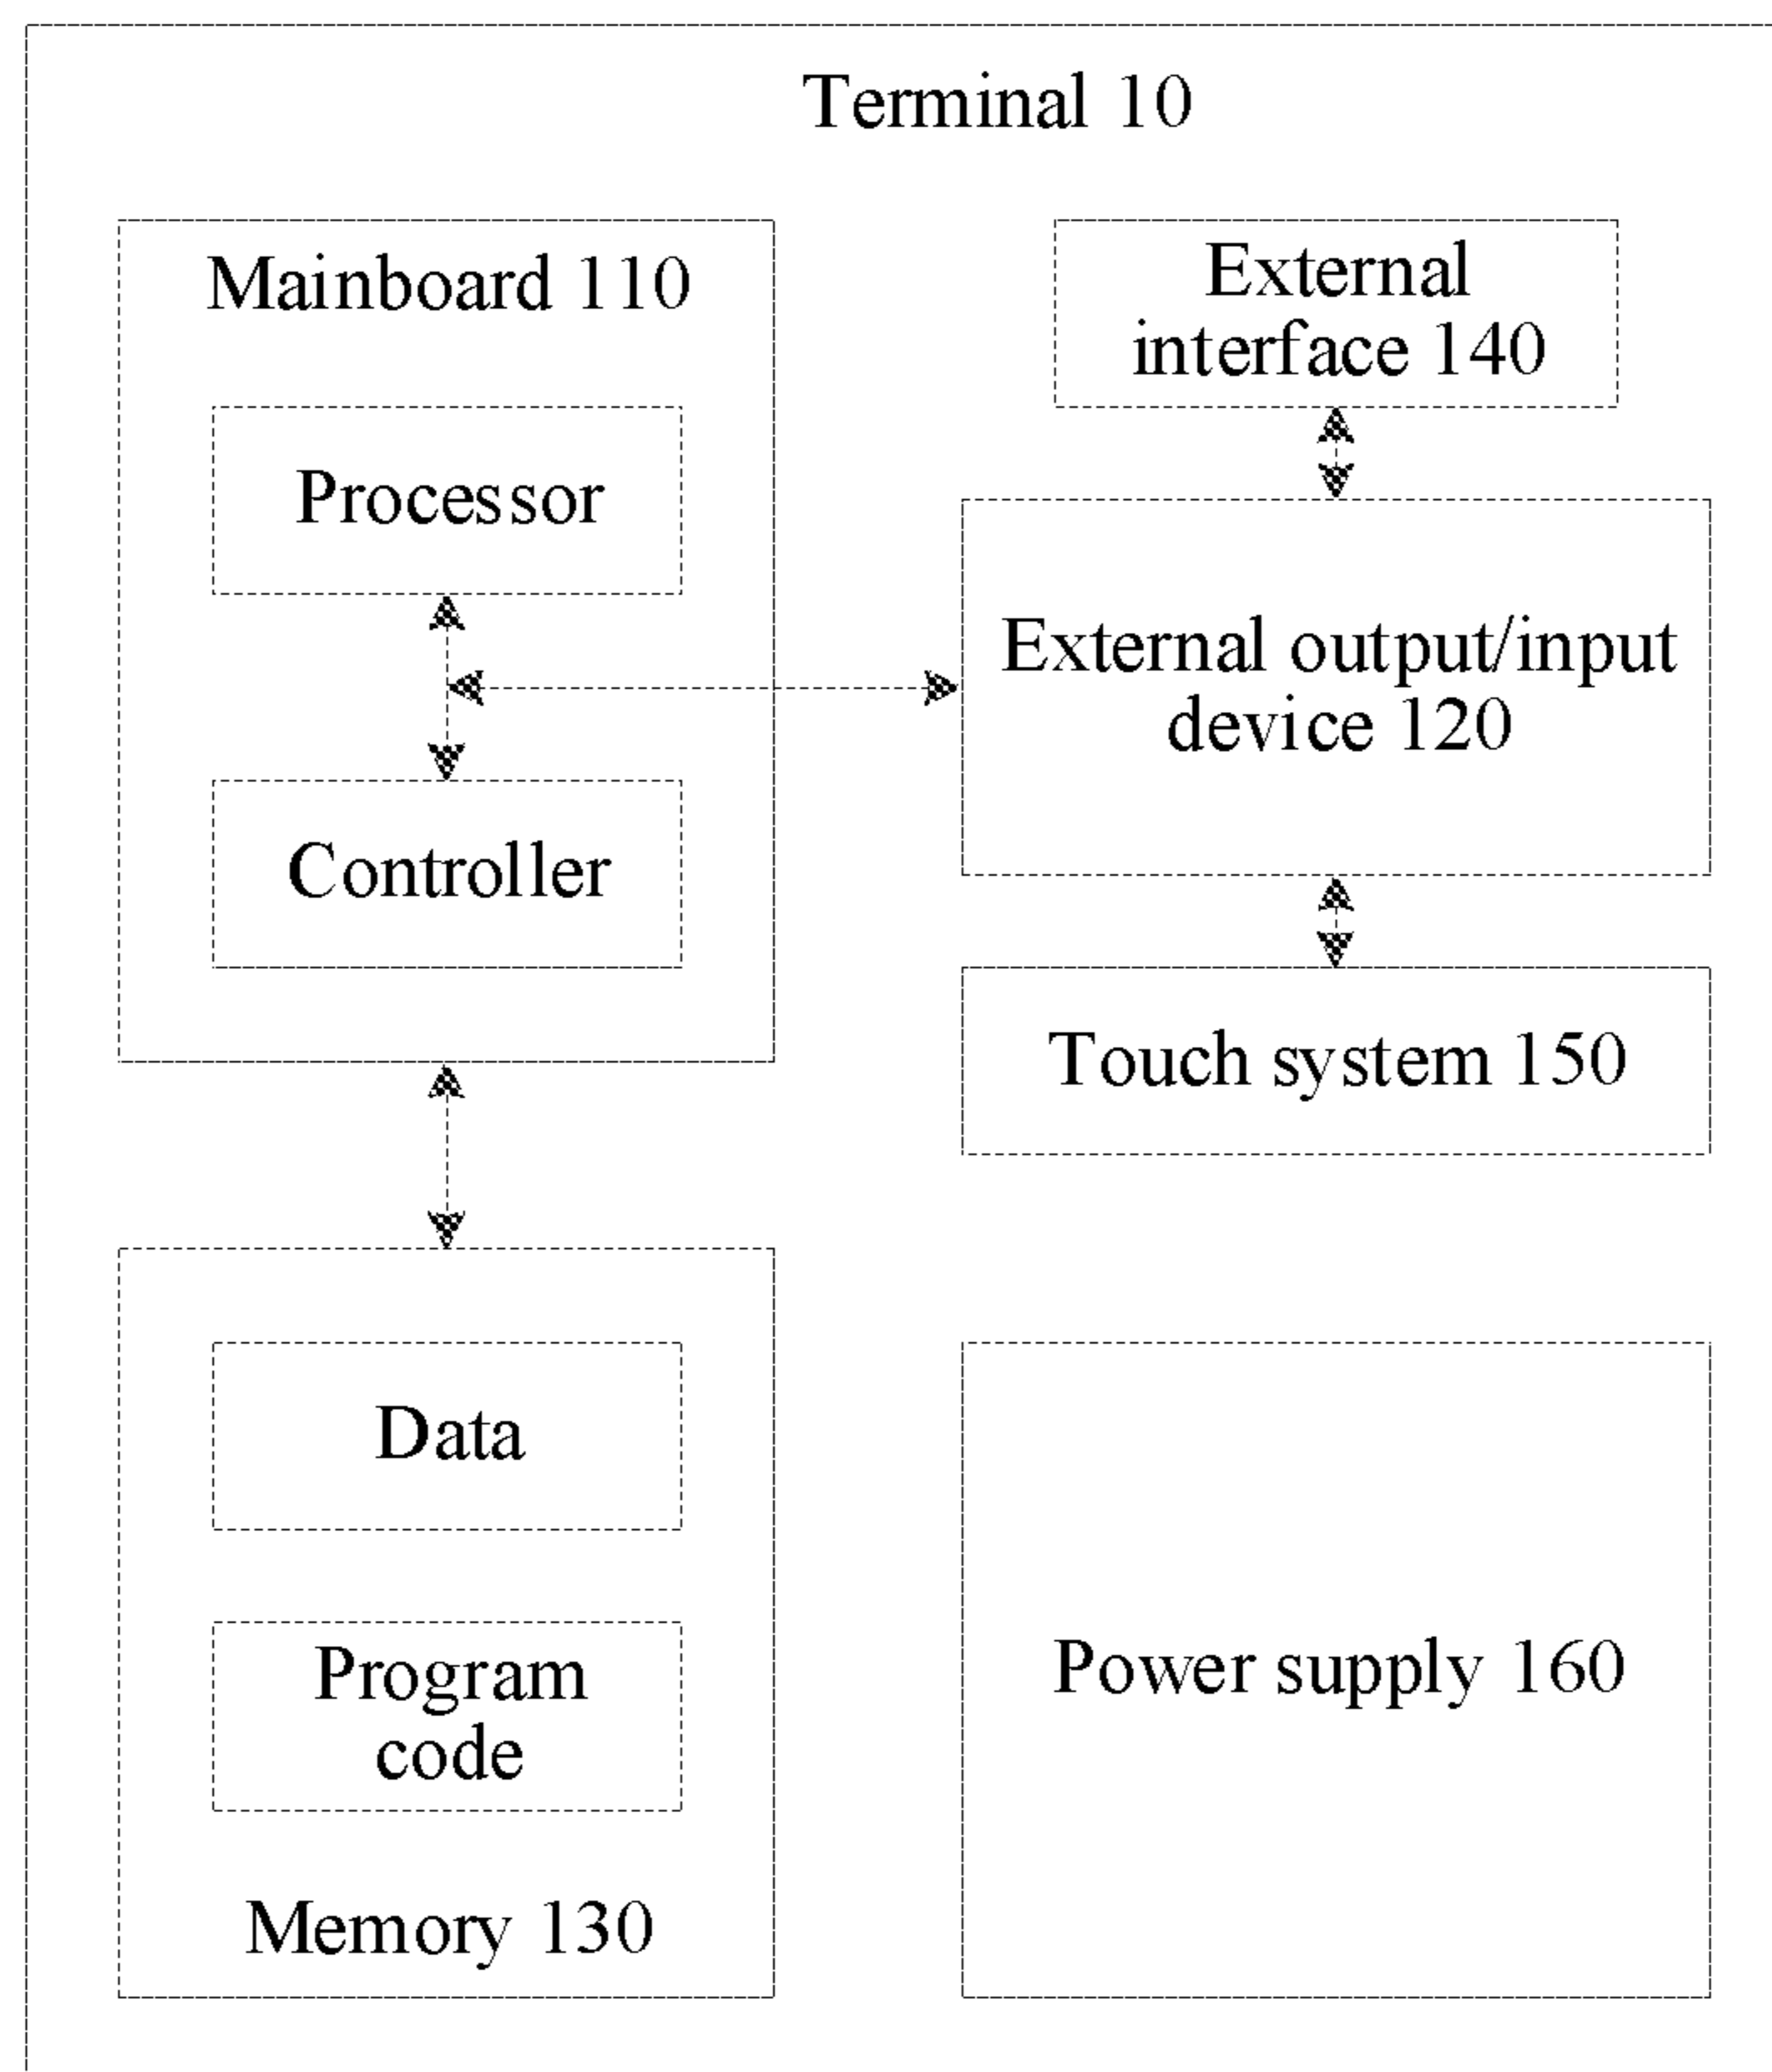 Terminal 10
Mainboard 110
Processor
Controller
External
interface 140
External output/input
device 120
Touch system 150
Data
Program
code
Memory 130
Power supply 160